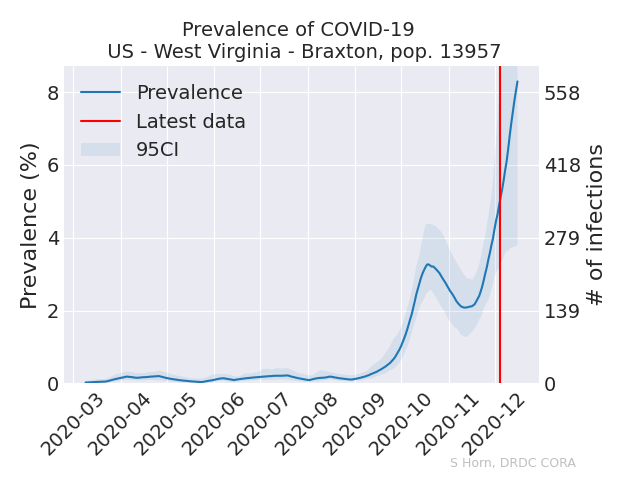 Prevalence of COVID-19
US - West Virginia - Braxton, pop. 13957
Prevalence
Latest data
95CI
Prevalence (%)
8
6
4
2
0
558
418
279
139
0
# of infections
2020-03
2020-04
2020-05
2020-06
2020-07
2020-08
2020-09
2020-10
2020-11
2020-12
S Horn, DRDC CORA